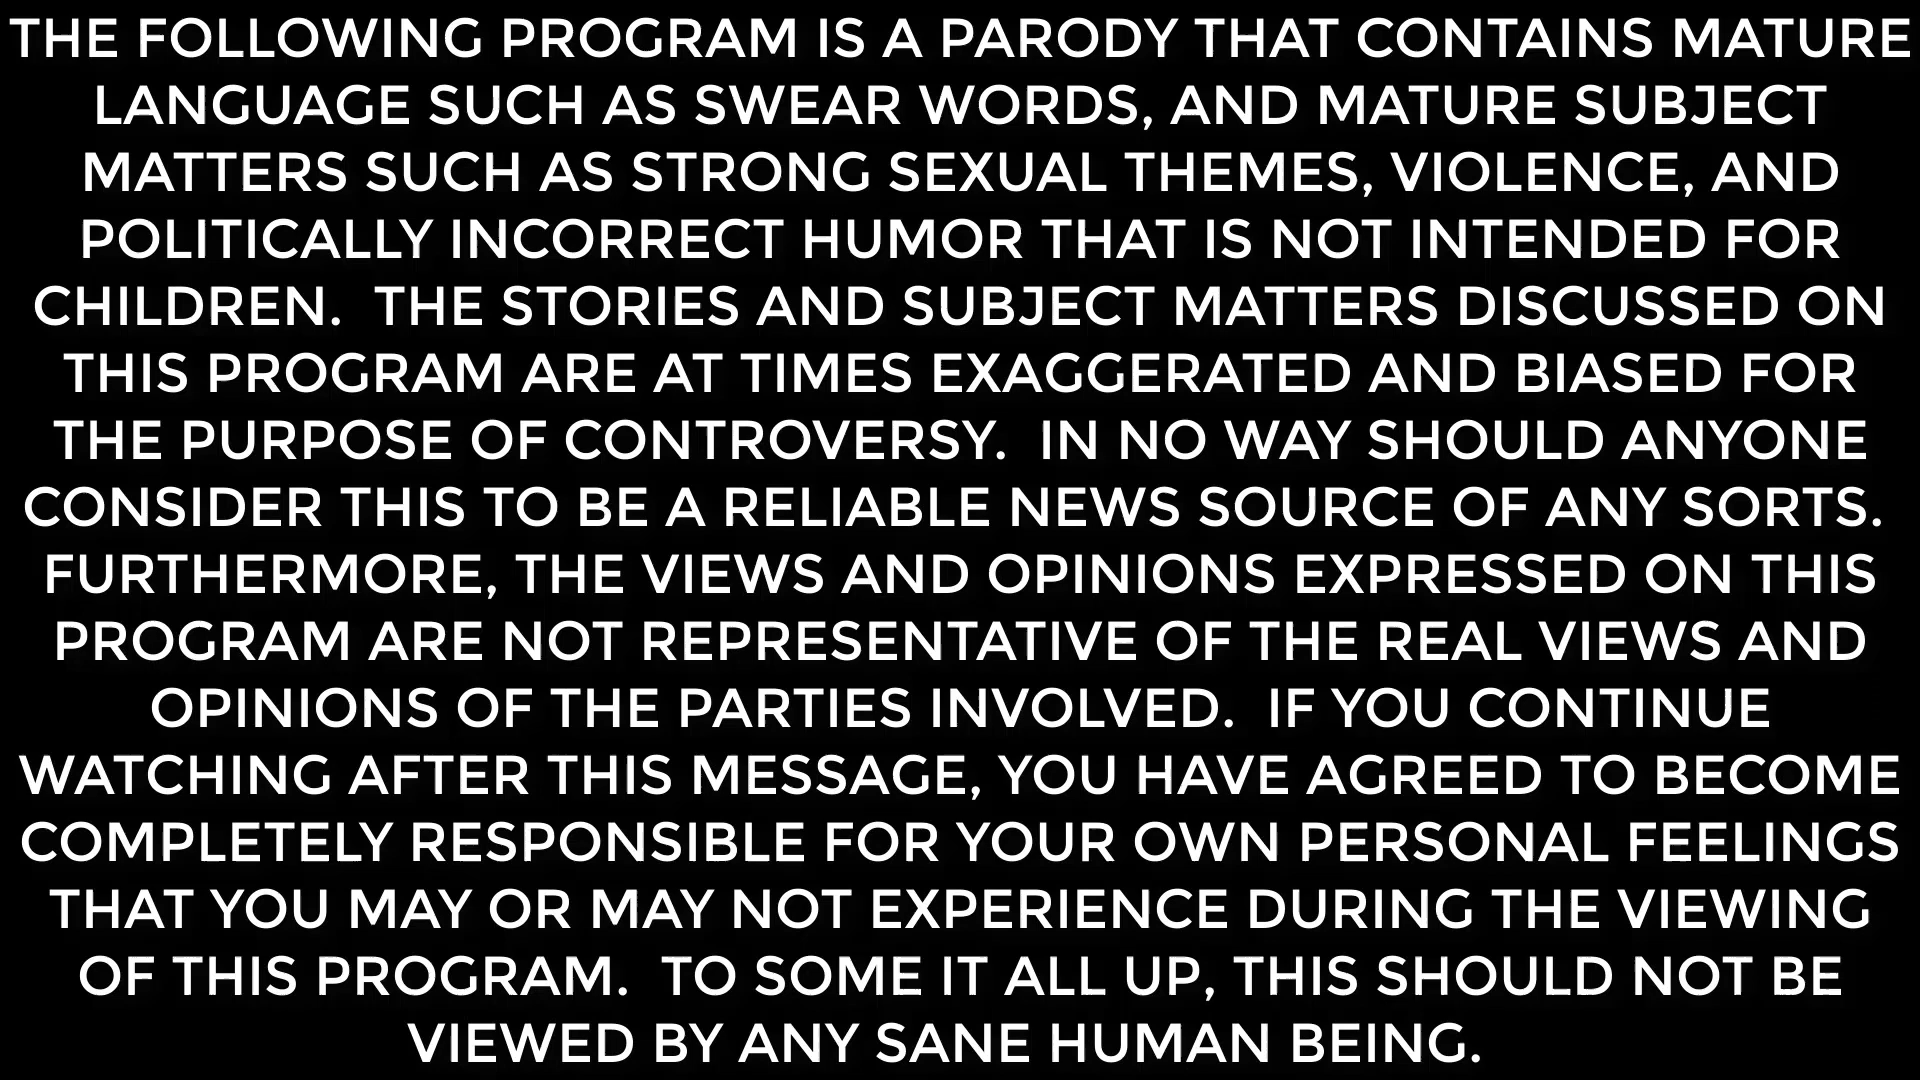 THE FOLLOWING PROGRAM IS A PARODY THAT CONTAINS MATURE
LANGUAGE SUCH AS SWEAR WORDS, AND MATURE SUBJECT
MATTERS SUCH AS STRONG SEXUAL THEMES, VIOLENCE, AND
POLITICALLY INCORRECT HUMOR THAT IS NOT INTENDED FOR
CHILDREN.  THE STORIES AND SUBJECT MATTERS DISCUSSED ON
THIS PROGRAM ARE AT TIMES EXAGGERATED AND BIASED FOR
THE PURPOSE OF CONTROVERSY.  IN NO WAY SHOULD ANYONE
CONSIDER THIS TO BE A RELIABLE NEWS SOURCE OF ANY SORTS.
FURTHERMORE, THE VIEWS AND OPINIONS EXPRESSED ON THIS
PROGRAM ARE NOT REPRESENTATIVE OF THE REAL VIEWS AND
OPINIONS OF THE PARTIES INVOLVED.  IF YOU CONTINUE
WATCHING AFTER THIS MESSAGE, YOU HAVE AGREED TO BECOME
COMPLETELY RESPONSIBLE FOR YOUR OWN PERSONAL FEELINGS
THAT YOU MAY OR MAY NOT EXPERIENCE DURING THE VIEWING
OF THIS PROGRAM.  TO SOME IT ALL UP, THIS SHOULD NOT BE
VIEWED BY ANY SANE HUMAN BEING.